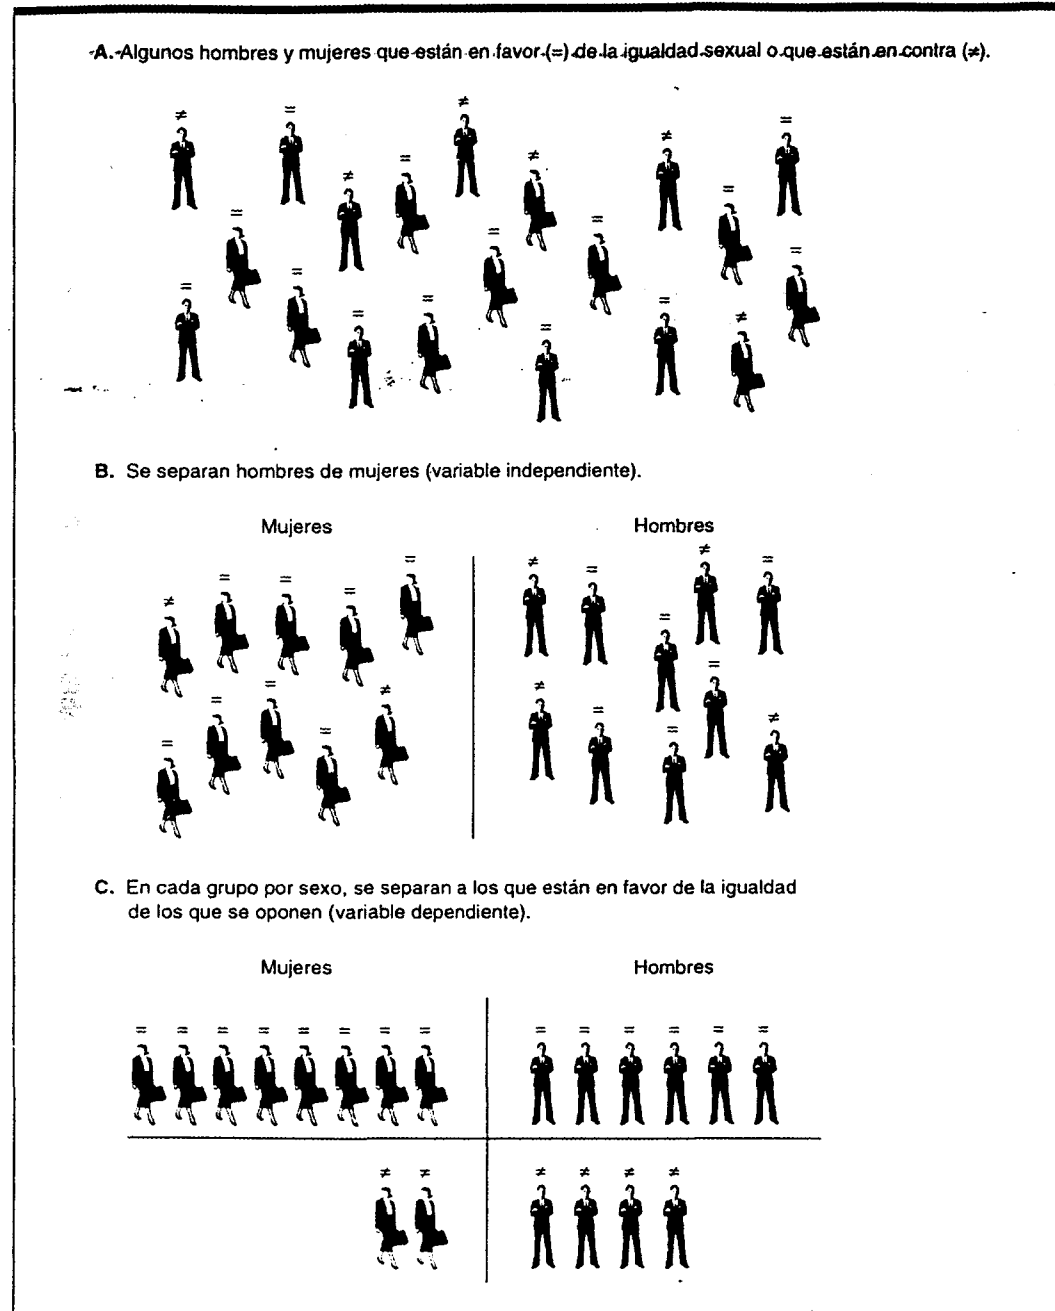 A. Algunos hombres y mujeres que están en favor (=) de la igualdad sexual o que están en contra (≠).
≠ = ≠ ≠ =
≠ = ≠ =
= = =
= = =
= = = = = ≠
B. Se separan hombres de mujeres (variable independiente).
Mujeres Hombres
≠ = = = = ≠ = ≠ =
= =
= = = ≠ ≠ = = ≠
= =
C. En cada grupo por sexo, se separan a los que están en favor de la igualdad
de los que se oponen (variable dependiente).
Mujeres Hombres
= = = = = = = = = = = = = =
≠ ≠ ≠ ≠ ≠ ≠